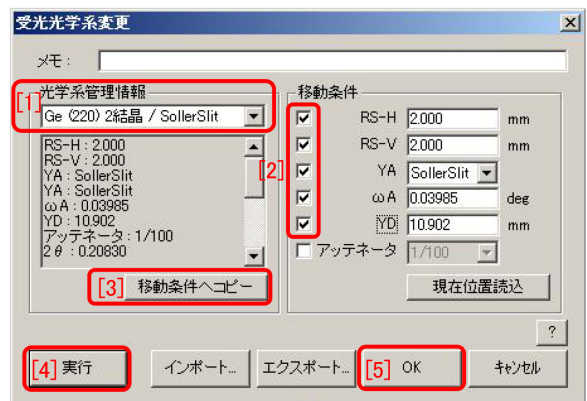 受光光学系変更
メモ：
光学系管理情報
[1]
Ge (220) 2結晶 / SollerSlit
RS-H : 2.000
RS-V : 2.000
YA : SollerSlit
YA : SollerSlit
ωA : 0.03985
YD : 10.902
アッテネータ : 1/100
2θ : 0.20830
[3] 移動条件へコピー
移動条件
[2]
RS-H 2.000 mm
RS-V 2.000 mm
YA SollerSlit
ωA 0.03985 deg
YD 10.902 mm
アッテネータ 1/100
現在位置読込
?
[4] 実行 インポート... エクスポート... [5] OK キャンセル